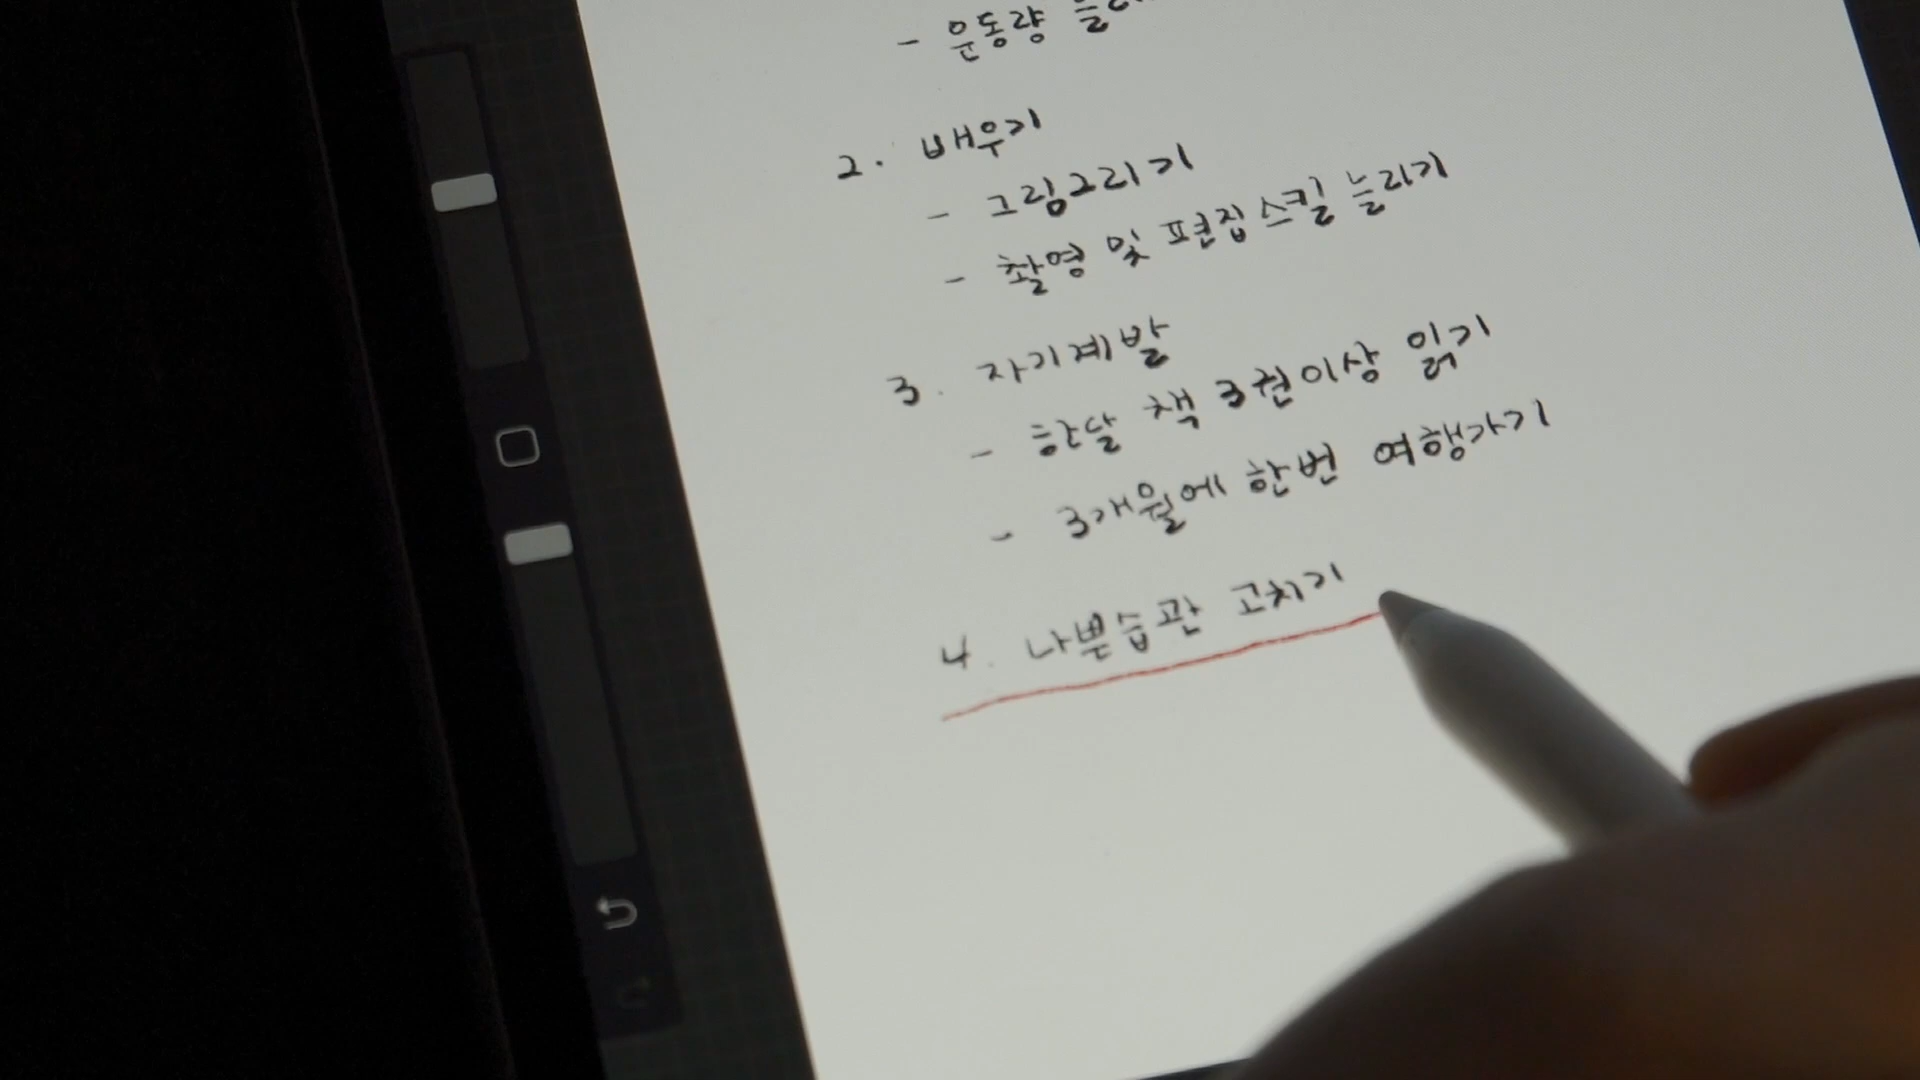 - 운동량 늘
2. 배우기
- 그림그리기
- 촬영 및 편집스킬 늘리기
3. 자기계발
- 한달 책 3권이상 읽기
- 3개월에 한번 여행가기
4. 나쁜습관 고치기